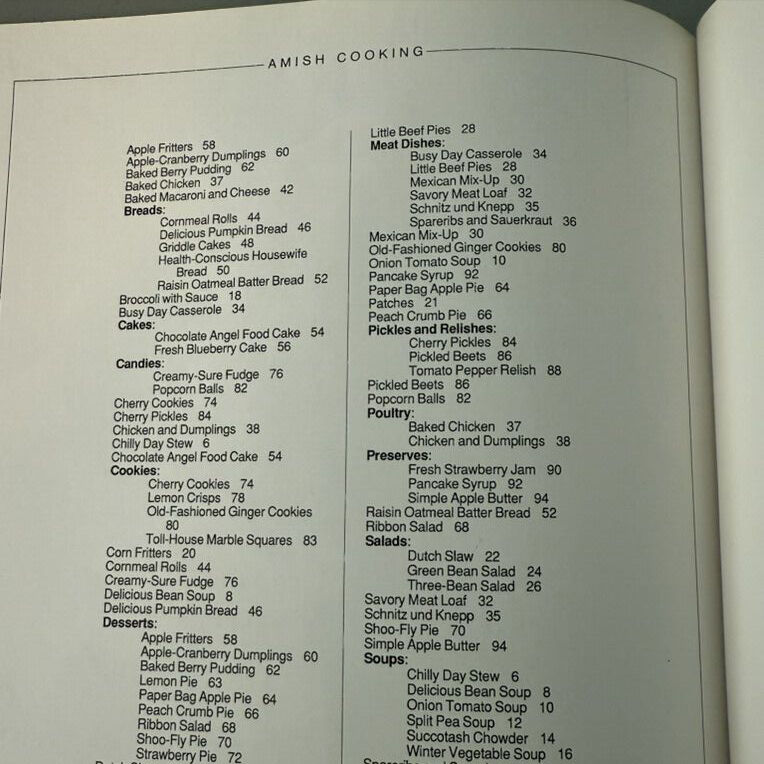 AMISH COOKING
Apple Fritters 58
Apple-Cranberry Dumplings 60
Baked Berry Pudding 62
Baked Chicken 37
Baked Macaroni and Cheese 42
Breads:
Cornmeal Rolls 44
Delicious Pumpkin Bread 46
Griddle Cakes 48
Health-Conscious Housewife
Bread 50
Raisin Oatmeal Batter Bread 52
Broccoli with Sauce 18
Busy Day Casserole 34
Cakes:
Chocolate Angel Food Cake 54
Fresh Blueberry Cake 56
Candies:
Creamy-Sure Fudge 76
Popcorn Balls 82
Cherry Cookies 74
Cherry Pickles 84
Chicken and Dumplings 38
Chilly Day Stew 6
Chocolate Angel Food Cake 54
Cookies:
Cherry Cookies 74
Lemon Crisps 78
Old-Fashioned Ginger Cookies
80
Toll-House Marble Squares 83
Corn Fritters 20
Cornmeal Rolls 44
Creamy-Sure Fudge 76
Delicious Bean Soup 8
Delicious Pumpkin Bread 46
Desserts:
Apple Fritters 58
Apple-Cranberry Dumplings 60
Baked Berry Pudding 62
Lemon Pie 63
Paper Bag Apple Pie 64
Peach Crumb Pie 66
Ribbon Salad 68
Shoo-Fly Pie 70
Strawberry Pie 72
Little Beef Pies 28
Meat Dishes:
Busy Day Casserole 34
Little Beef Pies 28
Mexican Mix-Up 30
Savory Meat Loaf 32
Schnitz und Knepp 35
Spareribs and Sauerkraut 36
Mexican Mix-Up 30
Old-Fashioned Ginger Cookies 80
Onion Tomato Soup 10
Pancake Syrup 92
Paper Bag Apple Pie 64
Patches 21
Peach Crumb Pie 66
Pickles and Relishes:
Cherry Pickles 84
Pickled Beets 86
Tomato Pepper Relish 88
Pickled Beets 86
Popcorn Balls 82
Poultry:
Baked Chicken 37
Chicken and Dumplings 38
Preserves:
Fresh Strawberry Jam 90
Pancake Syrup 92
Simple Apple Butter 94
Raisin Oatmeal Batter Bread 52
Ribbon Salad 68
Salads:
Dutch Slaw 22
Green Bean Salad 24
Three-Bean Salad 26
Savory Meat Loaf 32
Schnitz und Knepp 35
Shoo-Fly Pie 70
Simple Apple Butter 94
Soups:
Chilly Day Stew 6
Delicious Bean Soup 8
Onion Tomato Soup 10
Split Pea Soup 12
Succotash Chowder 14
Winter Vegetable Soup 16